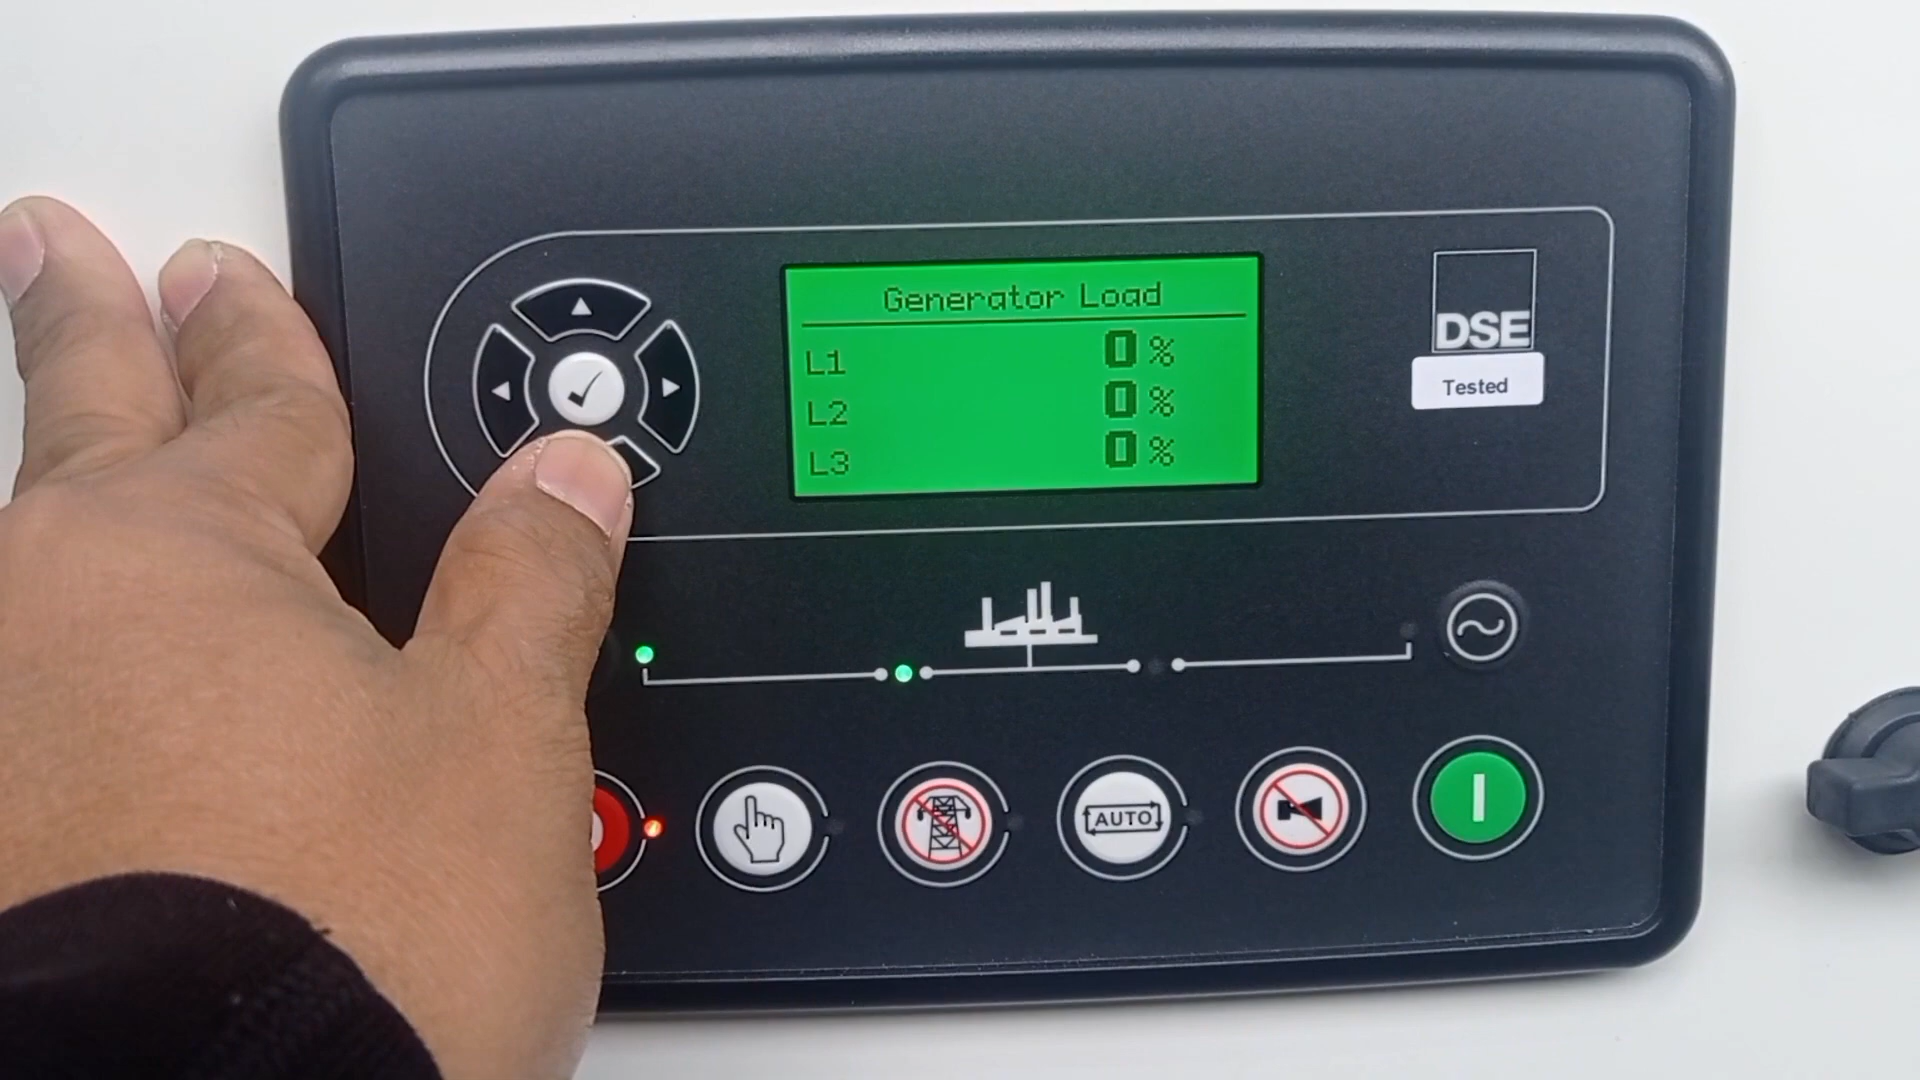 Generator Load
L1 0 %
L2 0 %
L3 0 %
DSE
Tested
AUTO